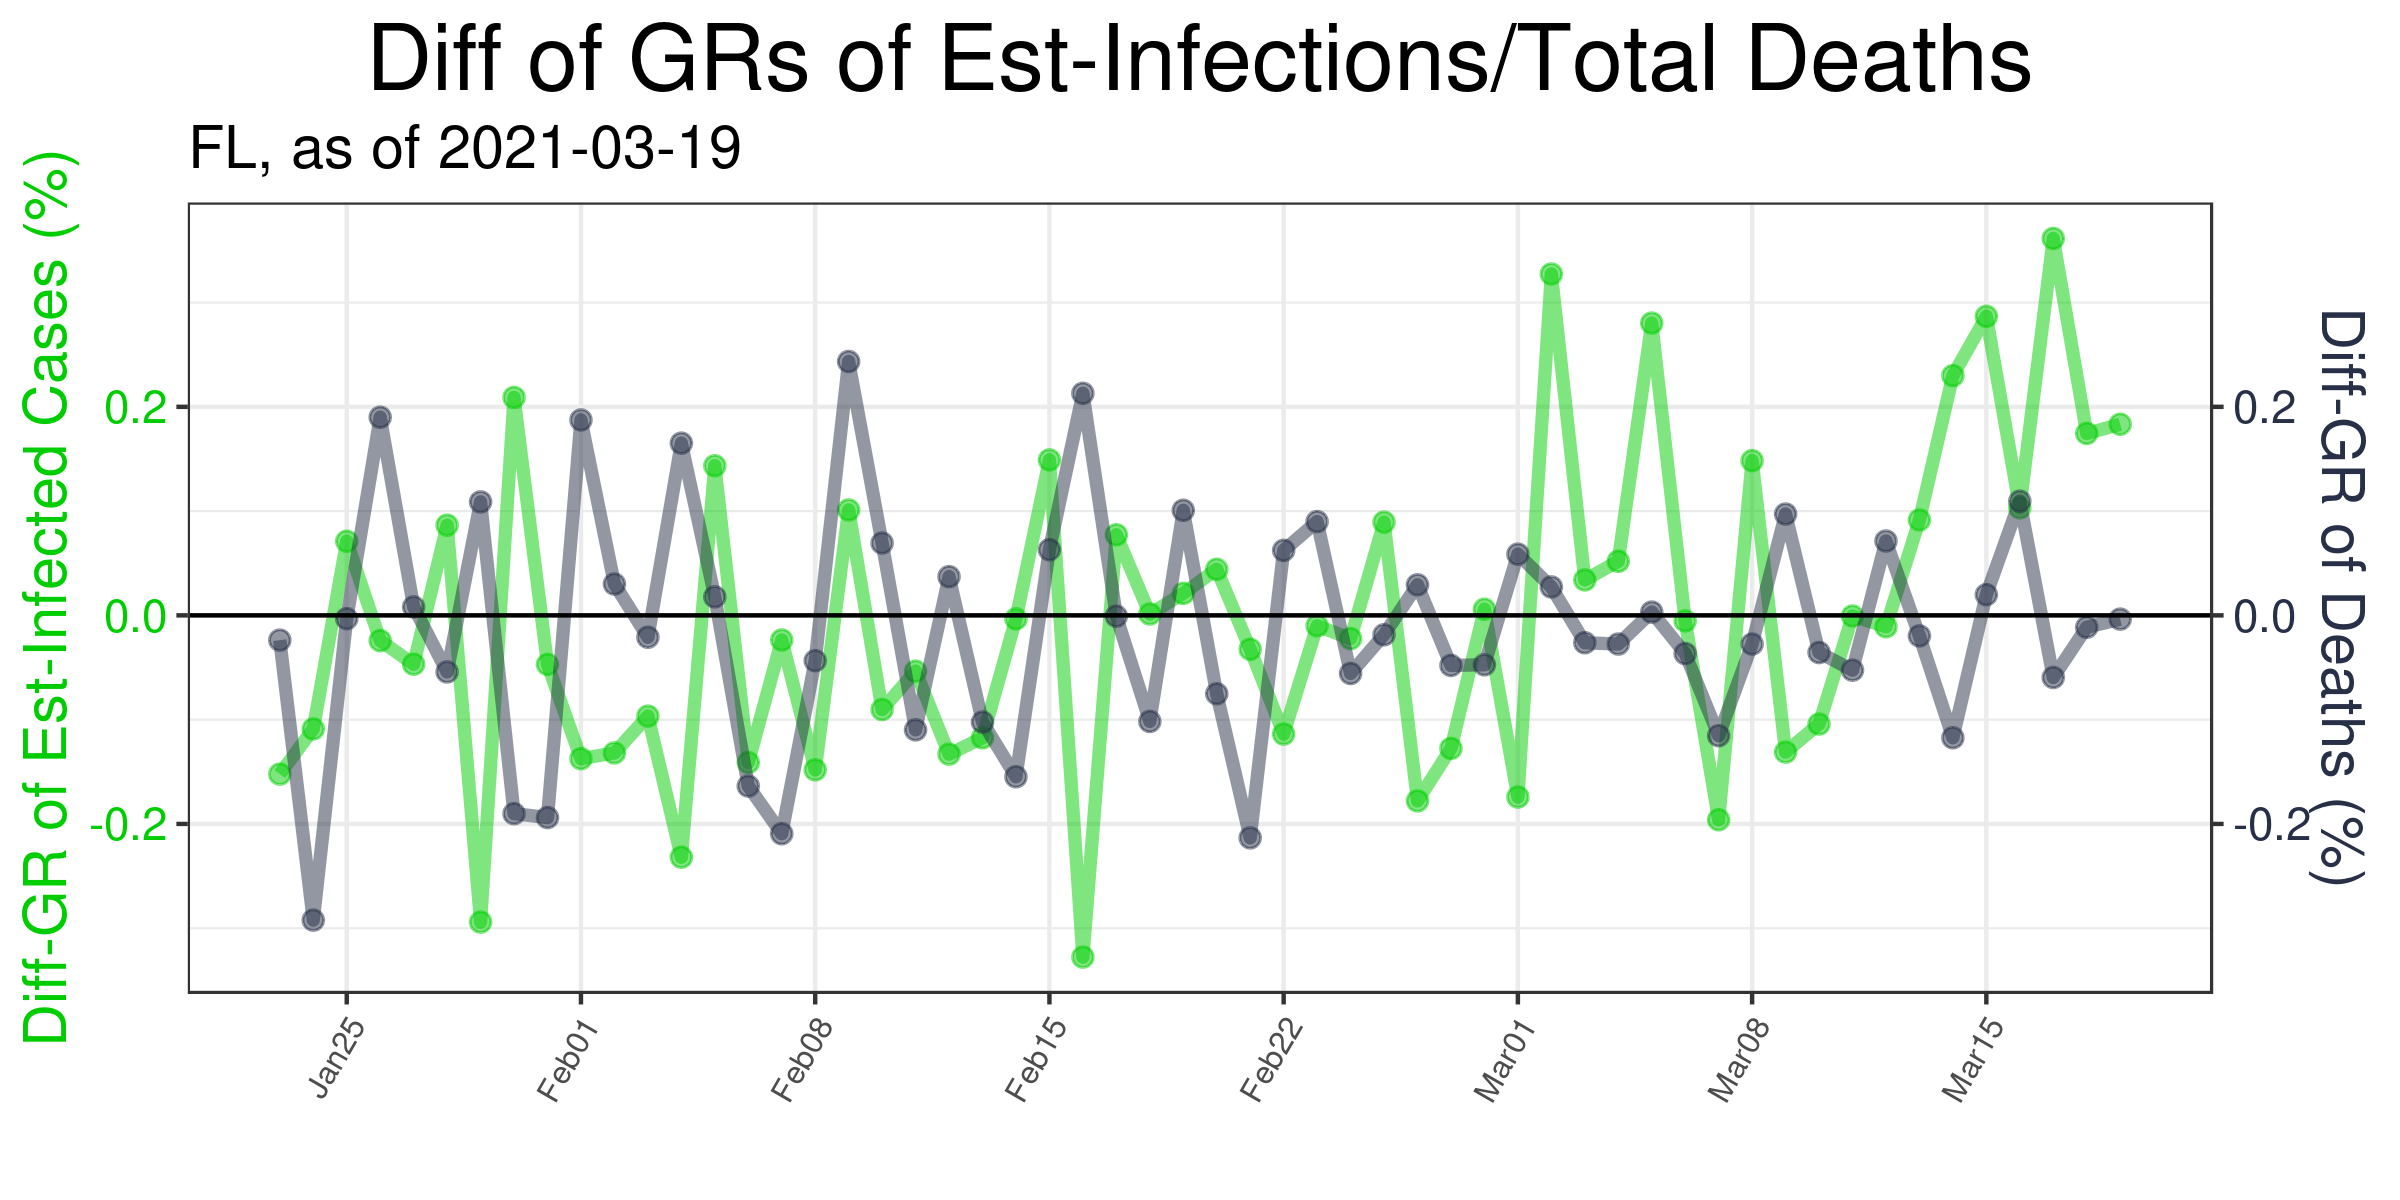 Diff of GRs of Est-Infections/Total Deaths
FL, as of 2021-03-19
Diff-GR of Est-Infected Cases (%)
0.2
0.0
-0.2
0.2
0.0
-0.2
Diff-GR of Deaths (%)
Jan25
Feb01
Feb08
Feb15
Feb22
Mar01
Mar08
Mar15